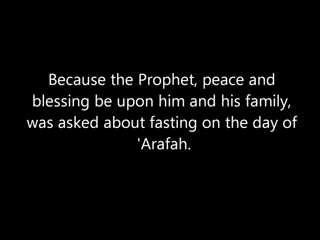 Because the Prophet, peace and
blessing be upon him and his family,
was asked about fasting on the day of
'Arafah.